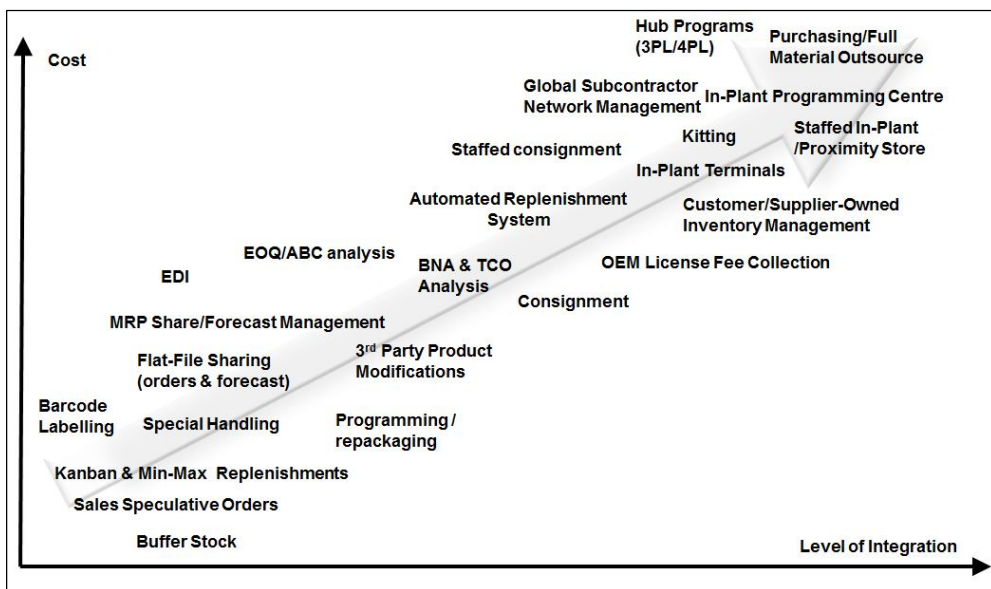 Hub Programs
(3PL/4PL)
Purchasing/Full
Material Outsource
Cost
Global Subcontractor
Network Management
In-Plant Programming Centre
Staffed consignment
Kitting
Staffed In-Plant
/Proximity Store
In-Plant Terminals
Automated Replenishment
System
Customer/Supplier-Owned
Inventory Management
EOQ/ABC analysis
EDI
BNA & TCO
Analysis
OEM License Fee Collection
Consignment
MRP Share/Forecast Management
Flat-File Sharing
(orders & forecast)
3rd Party Product
Modifications
Barcode
Labelling
Special Handling
Programming /
repackaging
Kanban & Min-Max Replenishments
Sales Speculative Orders
Buffer Stock
Level of Integration